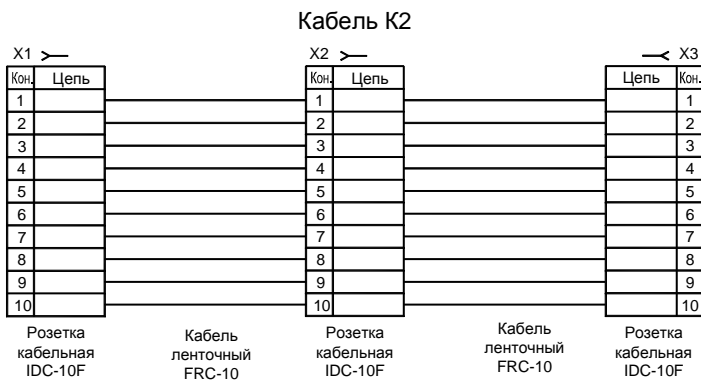 Кабель К2
X1 X2 X3
Кон. Цепь Кон. Цепь Цепь Кон.
1 1 1
2 2 2
3 3 3
4 4 4
5 5 5
6 6 6
7 7 7
8 8 8
9 9 9
10 10 10
Розетка Кабель Розетка Кабель Розетка
кабельная ленточный кабельная ленточный кабельная
IDC-10F FRC-10 IDC-10F FRC-10 IDC-10F